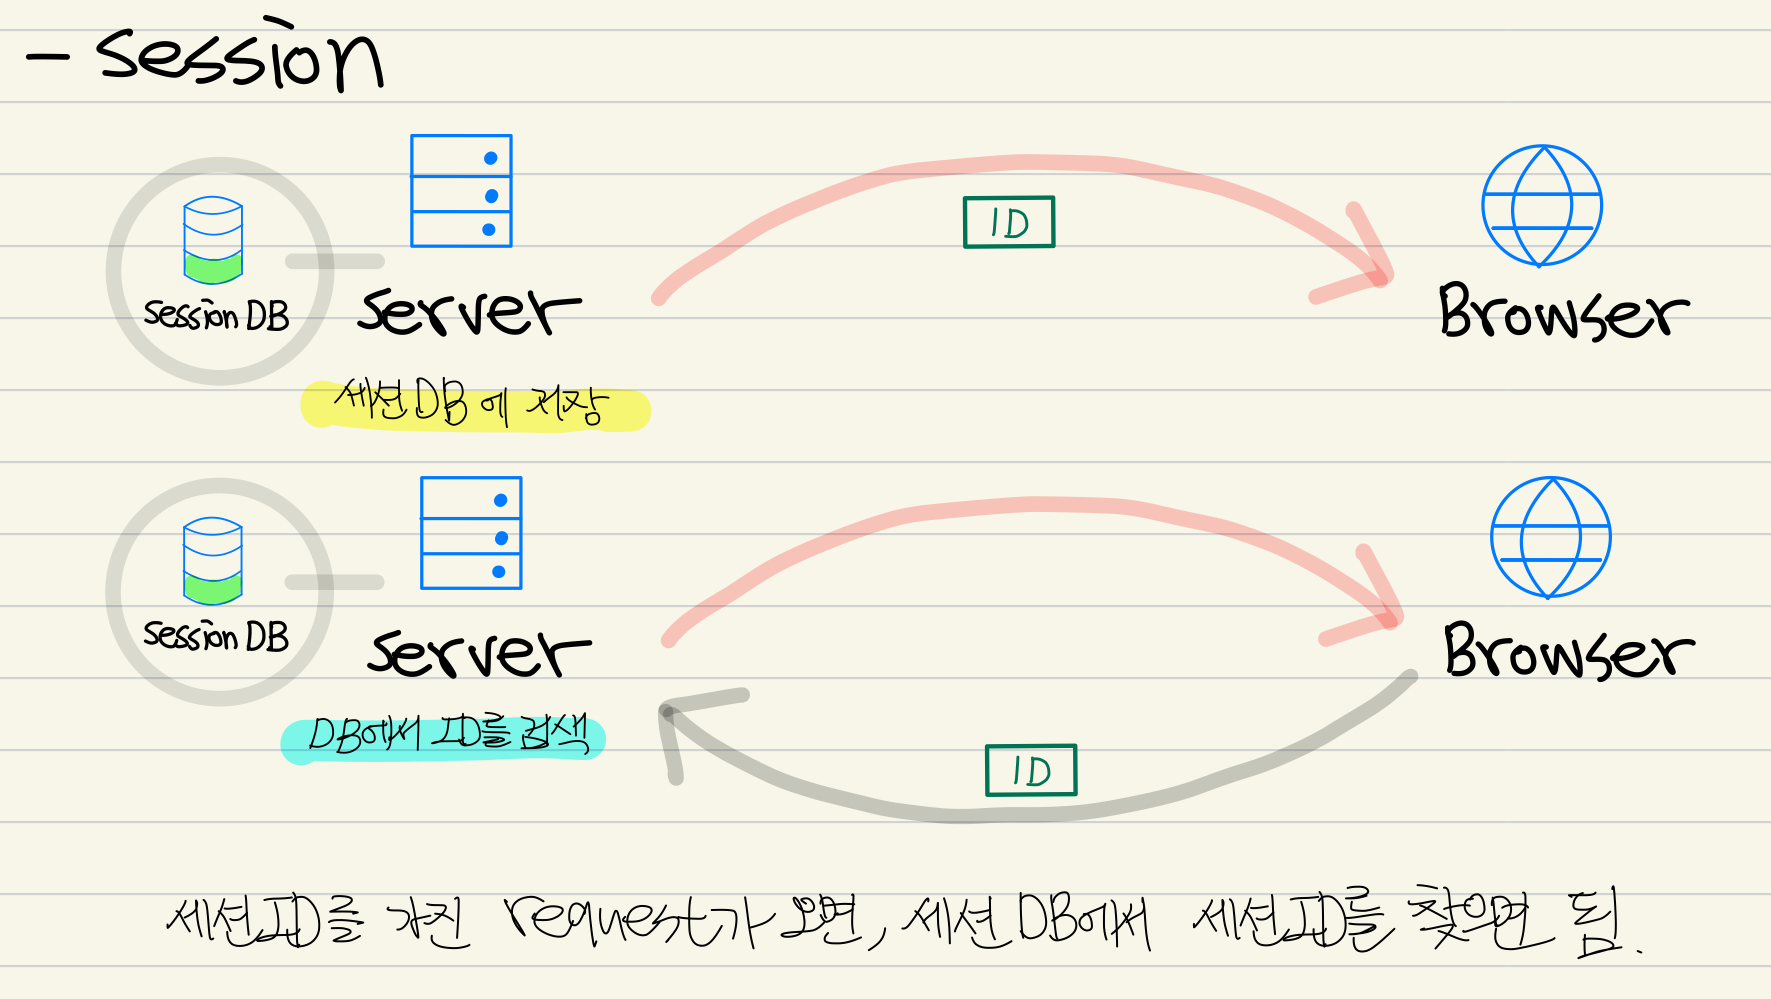 - Session
ID
Session DB
Server
Browser
세션DB에 저장
Session DB
Server
Browser
DB에서 ID를 검색
ID
세션ID를 가진 request가 오면, 세션 DB에서 세션ID를 찾으면 됨.